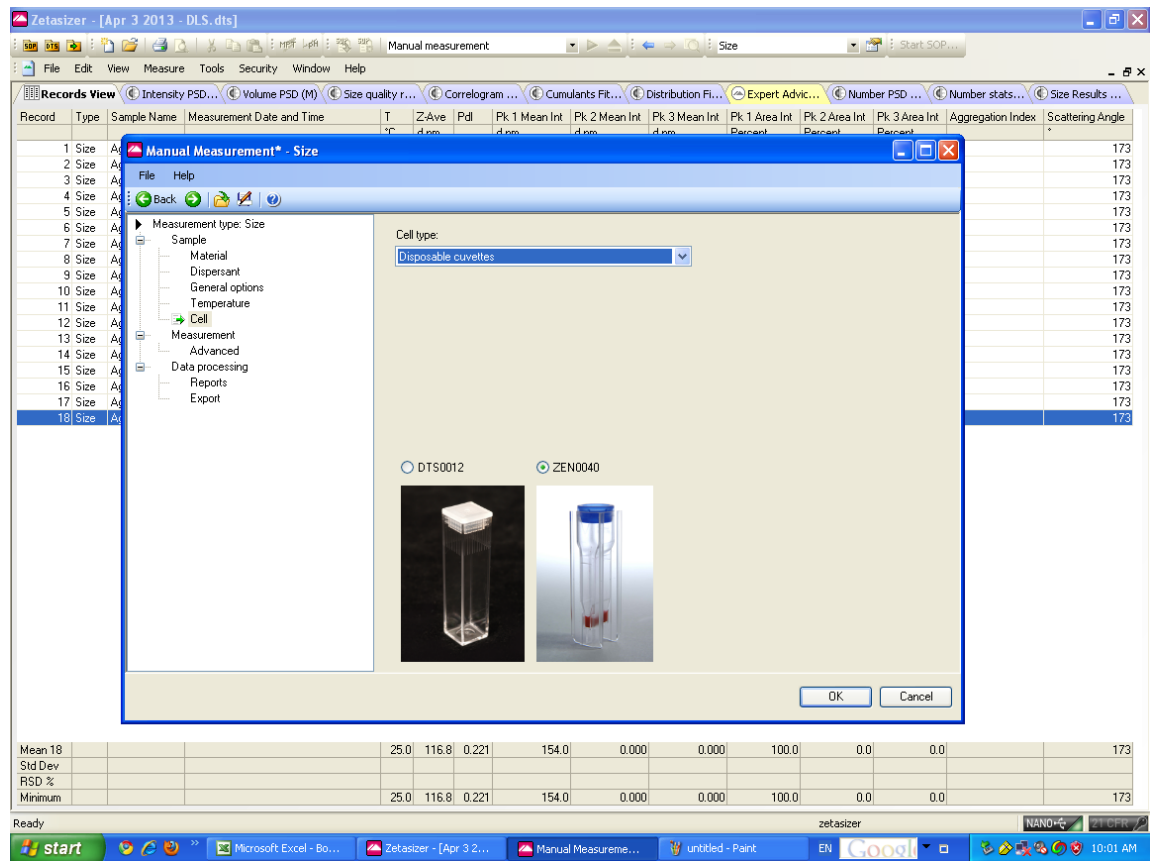 Zetasizer - [Apr 3 2013 - DLS.dts]
Manual measurement Size Start SOP...
File Edit View Measure Tools Security Window Help
Records View Intensity PSD... Volume PSD (M) Size quality r... Correlogram ... Cumulants Fit... Distribution Fi... Expert Advic... Number PSD ... Number stats... Size Results ...
Record Type Sample Name Measurement Date and Time T Z-Ave PdI Pk 1 Mean Int Pk 2 Mean Int Pk 3 Mean Int Pk 1 Area Int Pk 2 Area Int Pk 3 Area Int Aggregation Index Scattering Angle
°C d.nm d.nm d.nm d.nm Percent Percent Percent °
1 Size 173
2 Size 173
3 Size 173
4 Size 173
5 Size 173
6 Size 173
7 Size 173
8 Size 173
9 Size 173
10 Size 173
11 Size 173
12 Size 173
13 Size 173
14 Size 173
15 Size 173
16 Size 173
17 Size 173
18 Size 173
Manual Measurement* - Size
File Help
Back
Measurement type: Size
Sample
Material
Dispersant
General options
Temperature
Cell
Measurement
Advanced
Data processing
Reports
Export
Cell type:
Disposable cuvettes
DTS0012 ZEN0040
OK Cancel
Mean 18 25.0 116.8 0.221 154.0 0.000 0.000 100.0 0.0 0.0 173
Std Dev
RSD %
Minimum 25.0 116.8 0.221 154.0 0.000 0.000 100.0 0.0 0.0 173
Ready zetasizer NANO 21 CFR
start Microsoft Excel - Bo... Zetasizer - [Apr 3 2... Manual Measureme... untitled - Paint EN Google 10:01 AM